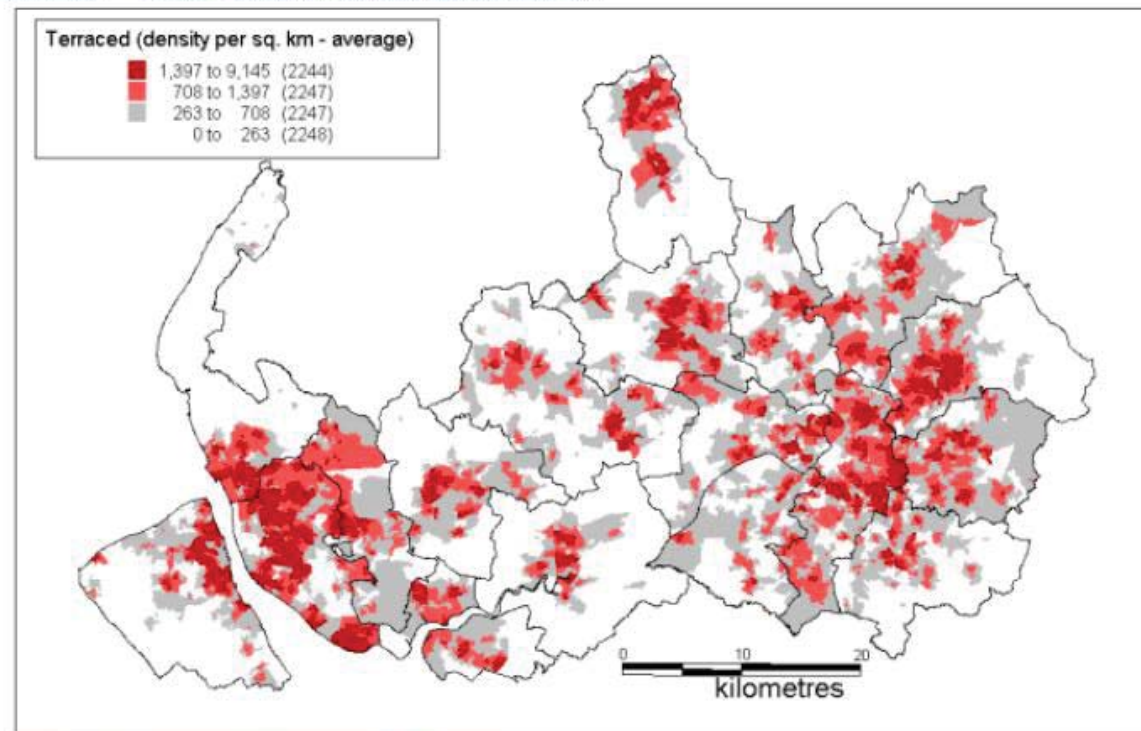 Terraced (density per sq. km - average)
1,397 to 9,145 (2244)
708 to 1,397 (2247)
263 to 708 (2247)
0 to 263 (2248)
0 10 20
kilometres